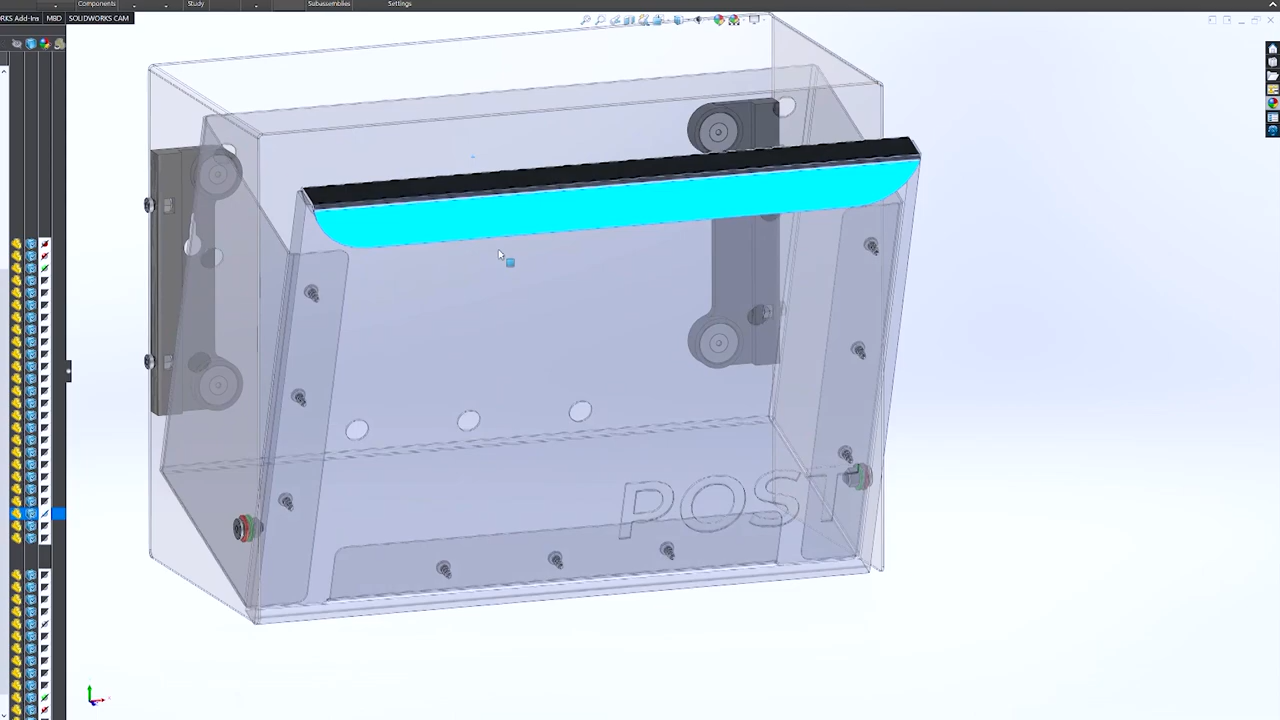 Components
Study
Subassemblies
Settings
RKS Add-Ins
MBD
SOLIDWORKS CAM
POST